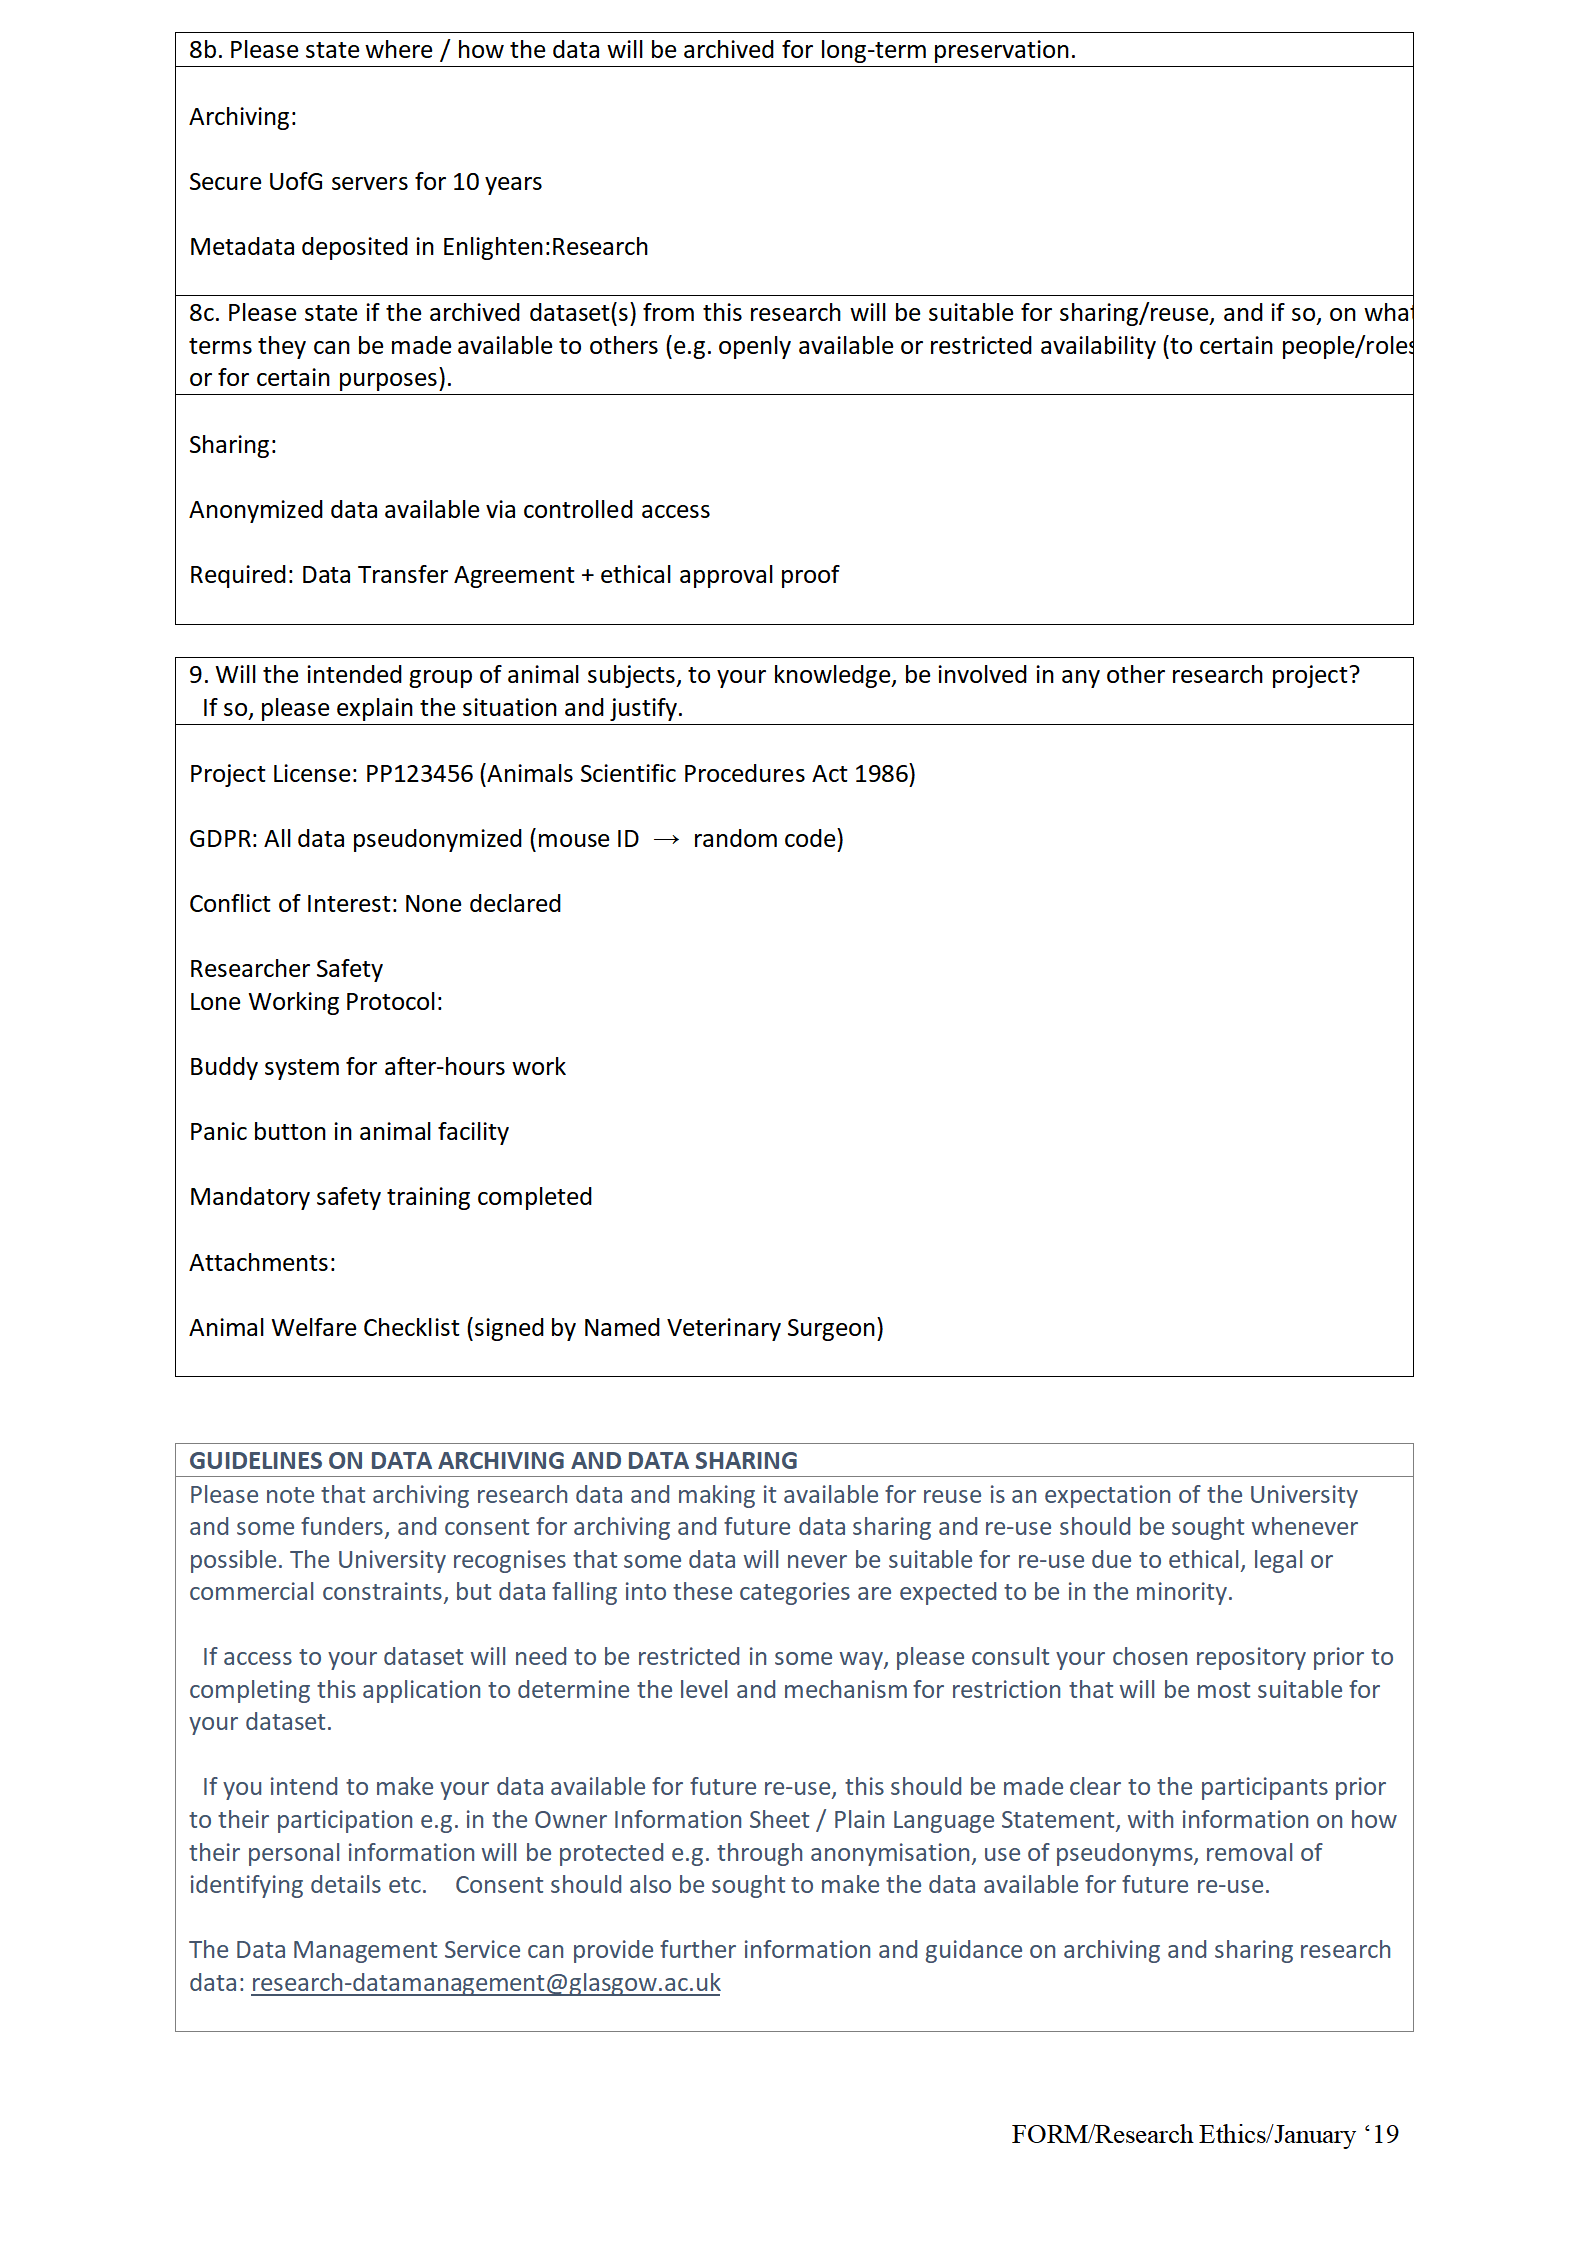 8b. Please state where / how the data will be archived for long-term preservation.
Archiving:
Secure UofG servers for 10 years
Metadata deposited in Enlighten:Research
8c. Please state if the archived dataset(s) from this research will be suitable for sharing/reuse, and if so, on what
terms they can be made available to others (e.g. openly available or restricted availability (to certain people/roles
or for certain purposes).
Sharing:
Anonymized data available via controlled access
Required: Data Transfer Agreement + ethical approval proof
9. Will the intended group of animal subjects, to your knowledge, be involved in any other research project?
If so, please explain the situation and justify.
Project License: PP123456 (Animals Scientific Procedures Act 1986)
GDPR: All data pseudonymized (mouse ID → random code)
Conflict of Interest: None declared
Researcher Safety
Lone Working Protocol:
Buddy system for after-hours work
Panic button in animal facility
Mandatory safety training completed
Attachments:
Animal Welfare Checklist (signed by Named Veterinary Surgeon)
GUIDELINES ON DATA ARCHIVING AND DATA SHARING
Please note that archiving research data and making it available for reuse is an expectation of the University
and some funders, and consent for archiving and future data sharing and re-use should be sought whenever
possible. The University recognises that some data will never be suitable for re-use due to ethical, legal or
commercial constraints, but data falling into these categories are expected to be in the minority.
If access to your dataset will need to be restricted in some way, please consult your chosen repository prior to
completing this application to determine the level and mechanism for restriction that will be most suitable for
your dataset.
If you intend to make your data available for future re-use, this should be made clear to the participants prior
to their participation e.g. in the Owner Information Sheet / Plain Language Statement, with information on how
their personal information will be protected e.g. through anonymisation, use of pseudonyms, removal of
identifying details etc. Consent should also be sought to make the data available for future re-use.
The Data Management Service can provide further information and guidance on archiving and sharing research
data: research-datamanagement@glasgow.ac.uk
FORM/Research Ethics/January ‘19